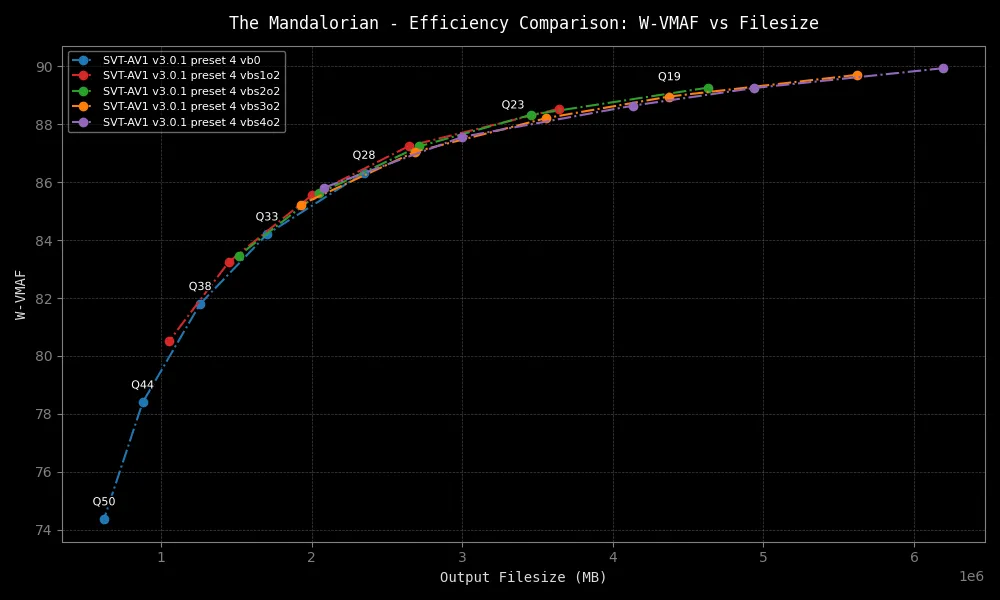 The Mandalorian - Efficiency Comparison: W-VMAF vs Filesize
SVT-AV1 v3.0.1 preset 4 vb0
SVT-AV1 v3.0.1 preset 4 vbs1o2
SVT-AV1 v3.0.1 preset 4 vbs2o2
SVT-AV1 v3.0.1 preset 4 vbs3o2
SVT-AV1 v3.0.1 preset 4 vbs4o2
90
88
86
84
82
80
78
76
74
W-VMAF
Q19
Q23
Q28
Q33
Q38
Q44
Q50
1 2 3 4 5 6
1e6
Output Filesize (MB)